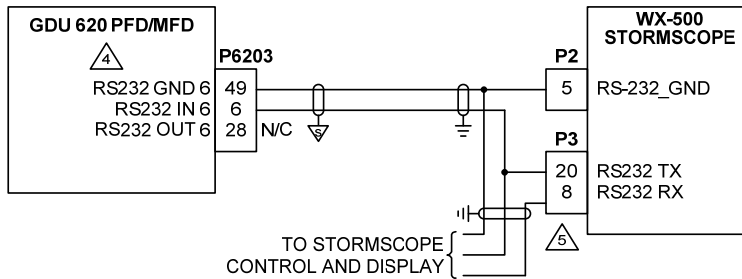 GDU 620 PFD/MFD
4
P6203
RS232 GND 6 49
RS232 IN 6 6
RS232 OUT 6 28 N/C
S
WX-500
STORMSCOPE
P2
5 RS-232_GND
P3
20 RS232 TX
8 RS232 RX
5
TO STORMSCOPE
CONTROL AND DISPLAY